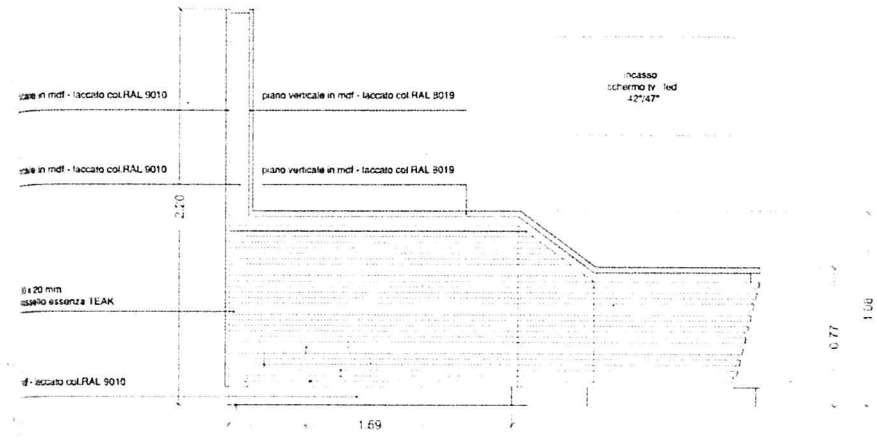 incasso
schermo tv led
42"/47"
in mdf - laccato col.RAL 9010
piano verticale in mdf - laccato col.RAL 8019
in mdf - laccato col.RAL 9010
piano verticale in mdf - laccato col RAL 8019
2.20
x 20 mm
essenza TEAK
1.08
0.77
- laccato col.RAL 9010
1.59